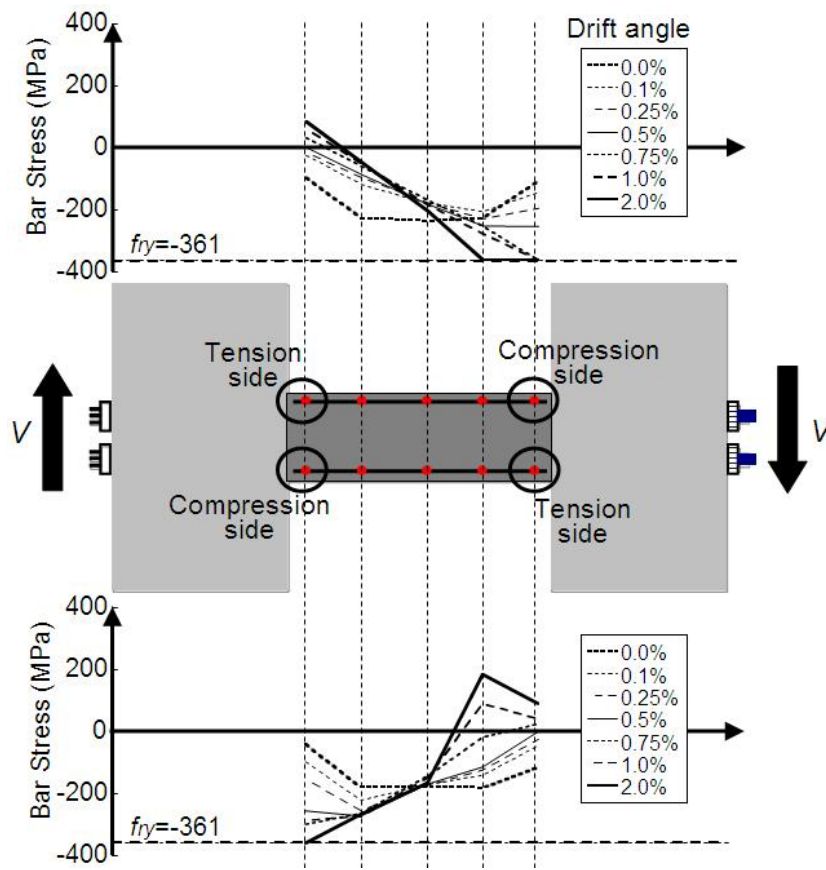 Bar Stress (MPa)
400
200
0
-200
-400
fry=-361
Drift angle
0.0%
0.1%
0.25%
0.5%
0.75%
1.0%
2.0%
Tension
side
Compression
side
V
V
Compression
side
Tension
side
Bar Stress (MPa)
400
200
0
-200
-400
fry=-361
0.0%
0.1%
0.25%
0.5%
0.75%
1.0%
2.0%